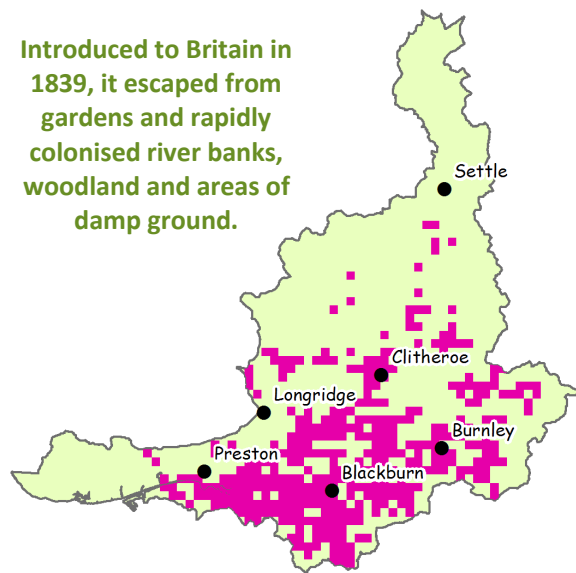 Introduced to Britain in
1839, it escaped from
gardens and rapidly
colonised river banks,
woodland and areas of
damp ground.
Settle
Clitheroe
Longridge
Burnley
Preston
Blackburn